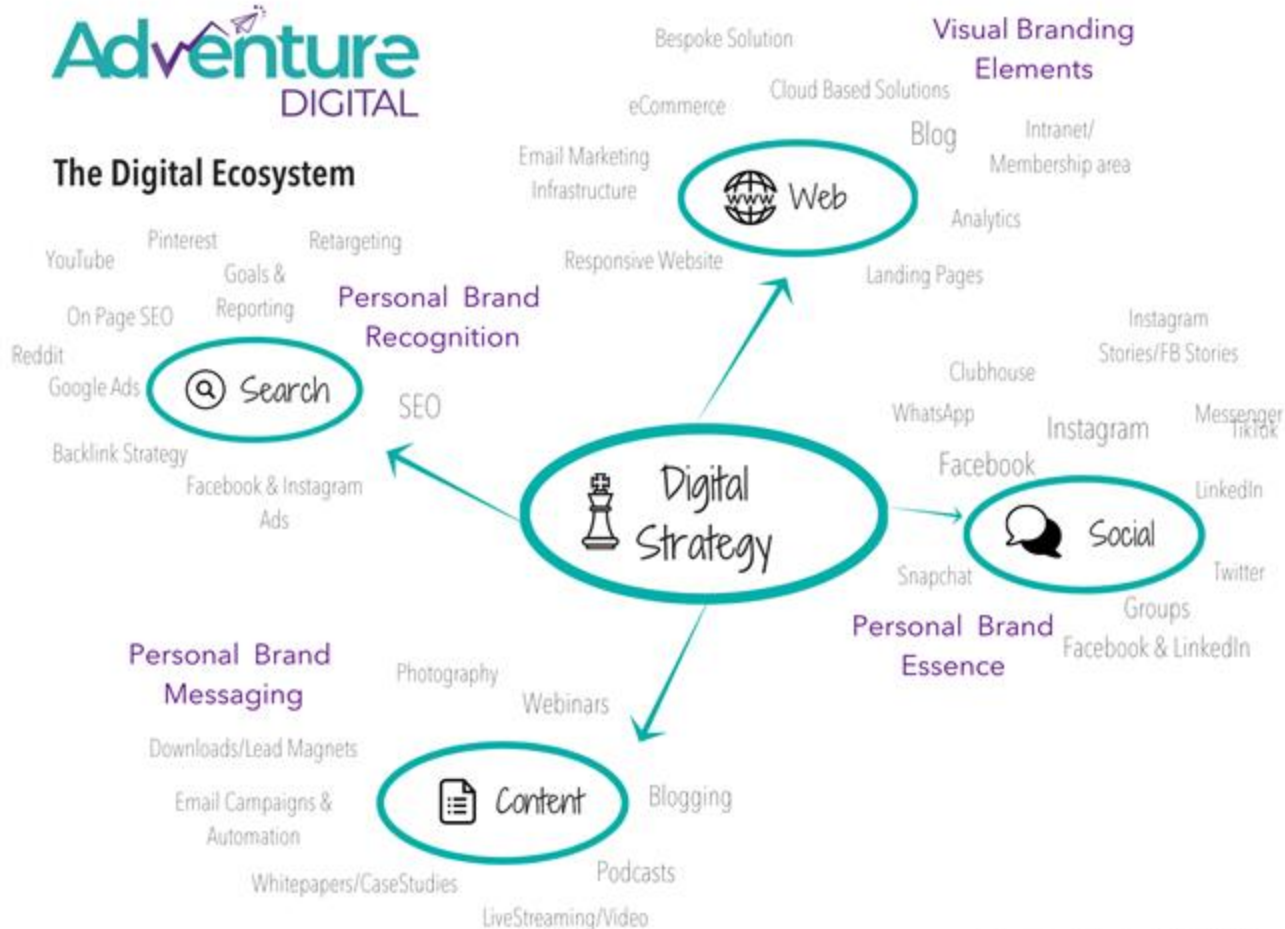 Adventure
DIGITAL
The Digital Ecosystem
Bespoke Solution
Visual Branding
Elements
Cloud Based Solutions
eCommerce
Blog
Intranet/
Membership area
Email Marketing
Infrastructure
www
Web
Analytics
Responsive Website
Landing Pages
Pinterest
Retargeting
YouTube
Goals &
Reporting
Personal Brand
Recognition
On Page SEO
Reddit
Google Ads
Search
SEO
Backlink Strategy
Facebook & Instagram
Ads
Digital
Strategy
Instagram
Stories/FB Stories
Clubhouse
WhatsApp
Instagram
Messenger
TikTok
Facebook
LinkedIn
Social
Snapchat
Twitter
Groups
Facebook & LinkedIn
Personal Brand
Essence
Personal Brand
Messaging
Photography
Webinars
Downloads/Lead Magnets
Email Campaigns &
Automation
Content
Blogging
Whitepapers/CaseStudies
Podcasts
LiveStreaming/Video